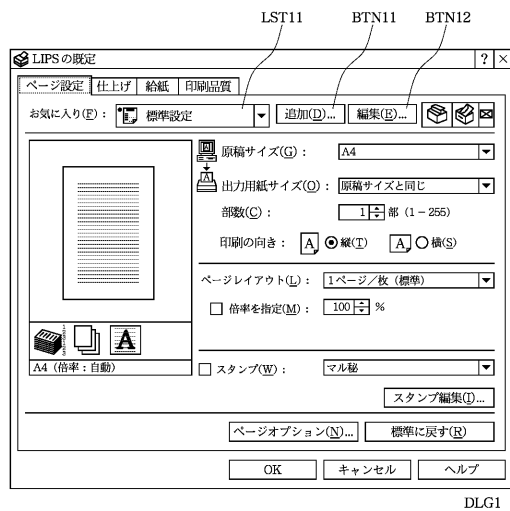 LST11 BTN11 BTN12
LIPSの既定 ? ×
ページ設定 仕上げ 給紙 印刷品質
お気に入り(F): 標準設定 追加(D)... 編集(E)...
原稿サイズ(G): A4
A 出力用紙サイズ(O): 原稿サイズと同じ
部数(C): 1 部 (1-255)
印刷の向き: A 縦(T) A 横(S)
ページレイアウト(L): 1ページ/枚 (標準)
倍率を指定(M): 100 %
A
A4 (倍率:自動)
スタンプ(W): マル秘
スタンプ編集(I)...
ページオプション(N)... 標準に戻す(R)
OK キャンセル ヘルプ
DLG1